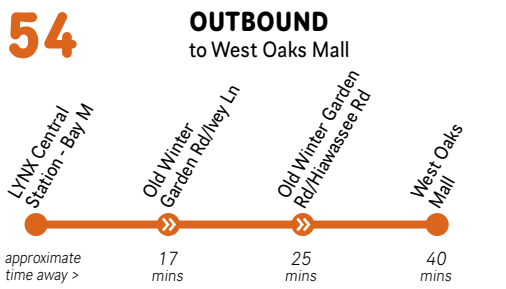 54
OUTBOUND
to West Oaks Mall
LYNX Central
Station - Bay M
Old Winter
Garden Rd/Ivey Ln
Old Winter Garden
Rd/Hiawassee Rd
West Oaks
Mall
approximate
time away >
17
mins
25
mins
40
mins